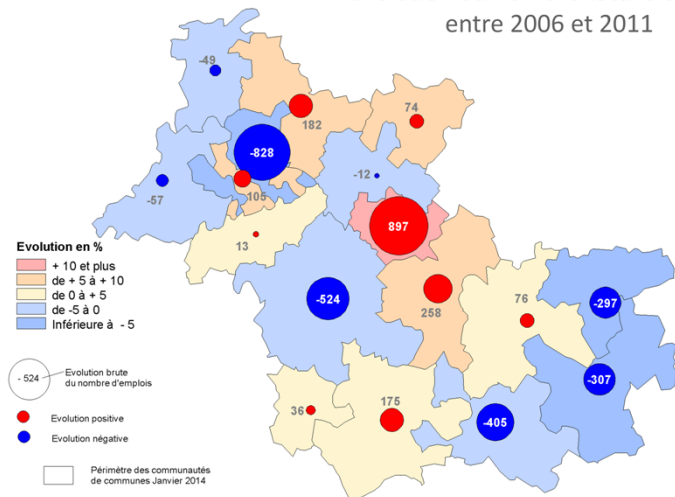 entre 2006 et 2011
-49
182
74
-828
-12
105
-57
897
13
Evolution en %
+ 10 et plus
de + 5 à + 10
de 0 à + 5
de -5 à 0
Inférieure à - 5
-524
258
76
-297
- 524
Evolution brute
du nombre d'emplois
-307
36
175
-405
Evolution positive
Evolution négative
Périmètre des communautés
de communes Janvier 2014